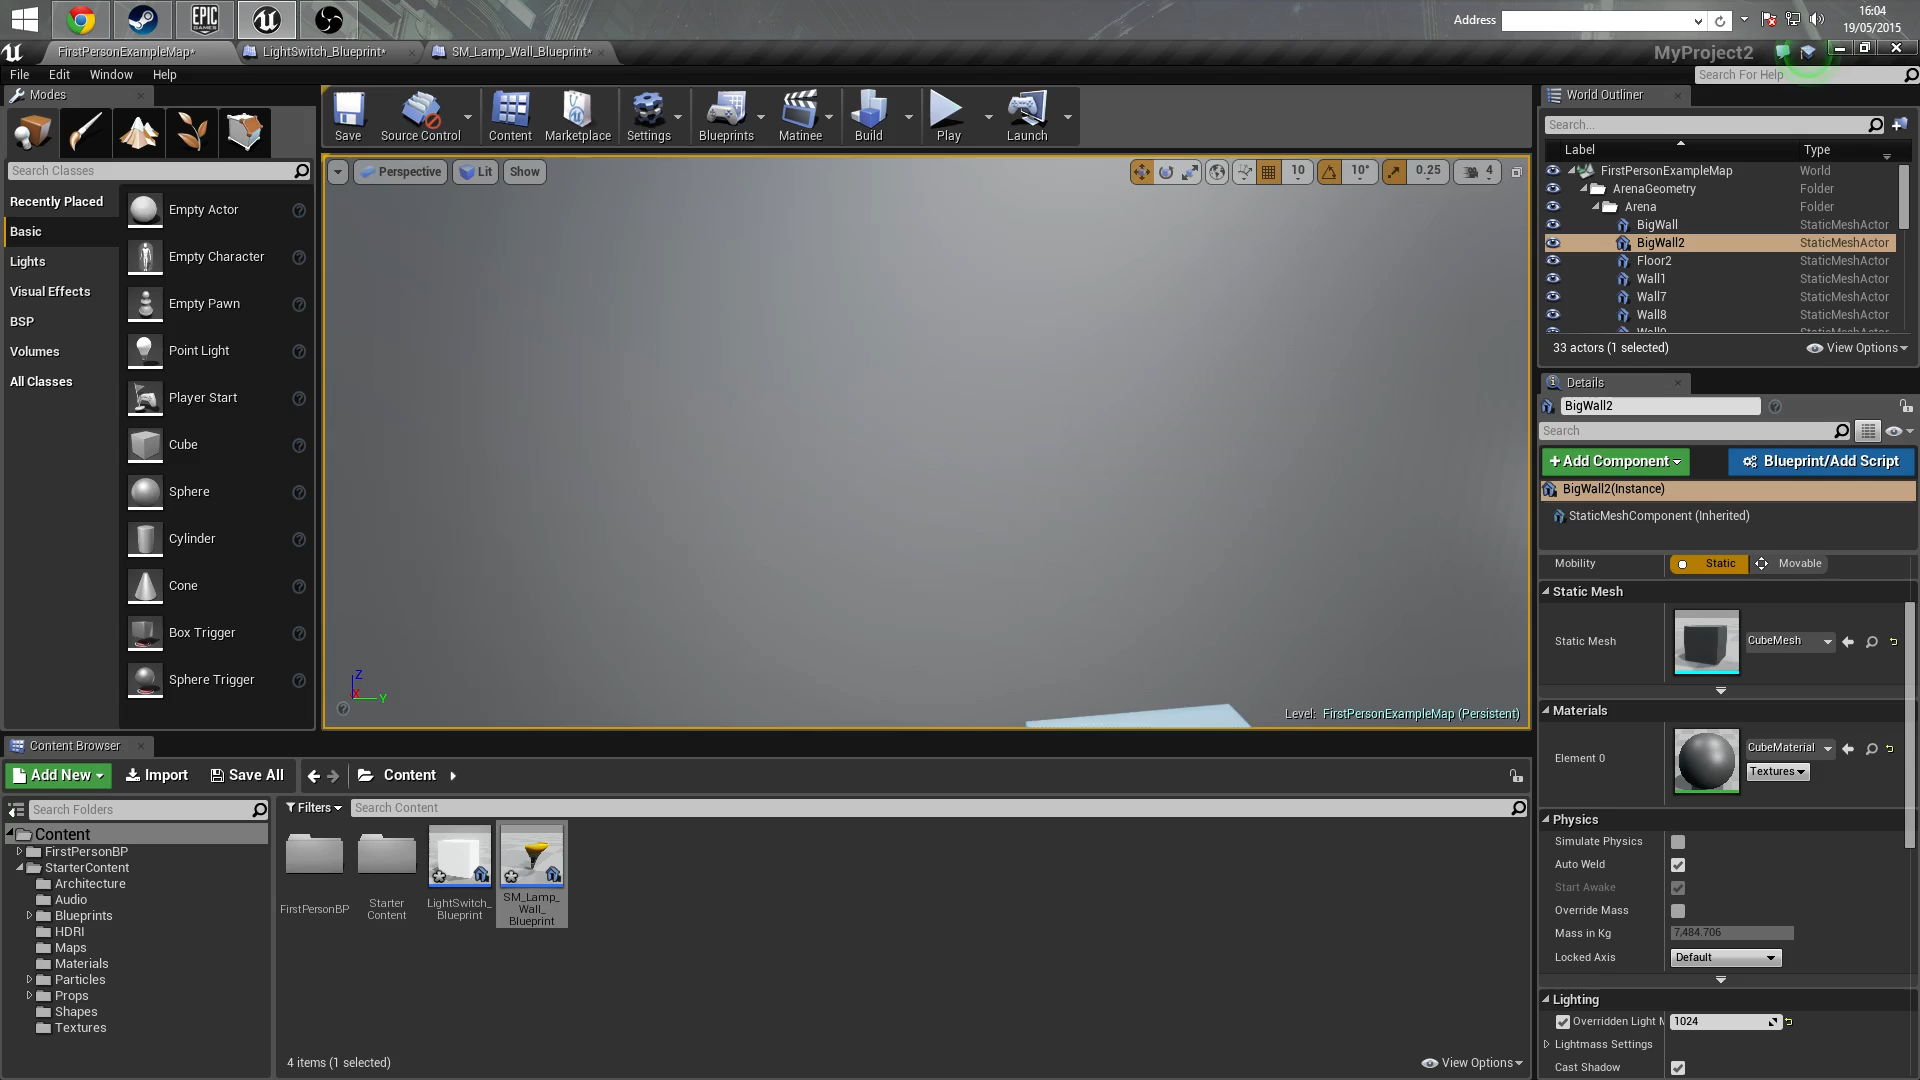 Address
16:04
19/05/2015
FirstPersonExampleMap*
LightSwitch_Blueprint*
SM_Lamp_Wall_Blueprint*
MyProject2
File Edit Window Help
Search For Help
Modes
Search Classes
Recently Placed
Basic
Lights
Visual Effects
BSP
Volumes
All Classes
Empty Actor
Empty Character
Empty Pawn
Point Light
Player Start
Cube
Sphere
Cylinder
Cone
Box Trigger
Sphere Trigger
Save
Source Control
Content
Marketplace
Settings
Blueprints
Matinee
Build
Play
Launch
Perspective
Lit
Show
10
10°
0.25
4
Z
X
Y
Level: FirstPersonExampleMap (Persistent)
World Outliner
Search...
Label Type
FirstPersonExampleMap World
ArenaGeometry Folder
Arena Folder
BigWall StaticMeshActor
BigWall2 StaticMeshActor
Floor2 StaticMeshActor
Wall1 StaticMeshActor
Wall7 StaticMeshActor
Wall8 StaticMeshActor
33 actors (1 selected)
View Options
Details
BigWall2
Search
+Add Component
Blueprint/Add Script
BigWall2(Instance)
StaticMeshComponent (Inherited)
Mobility Static Movable
Static Mesh
Static Mesh CubeMesh
Materials
Element 0 CubeMaterial
Textures
Physics
Simulate Physics
Auto Weld
Start Awake
Override Mass
Mass in Kg 7,484.706
Locked Axis Default
Lighting
Overridden Light M 1024
Lightmass Settings
Cast Shadow
Content Browser
Add New
Import
Save All
Content
Search Folders
Filters
Search Content
Content
FirstPersonBP
StarterContent
Architecture
Audio
Blueprints
HDRI
Maps
Materials
Particles
Props
Shapes
Textures
FirstPersonBP
Starter
Content
LightSwitch_
Blueprint
SM_Lamp_
Wall_
Blueprint
4 items (1 selected)
View Options